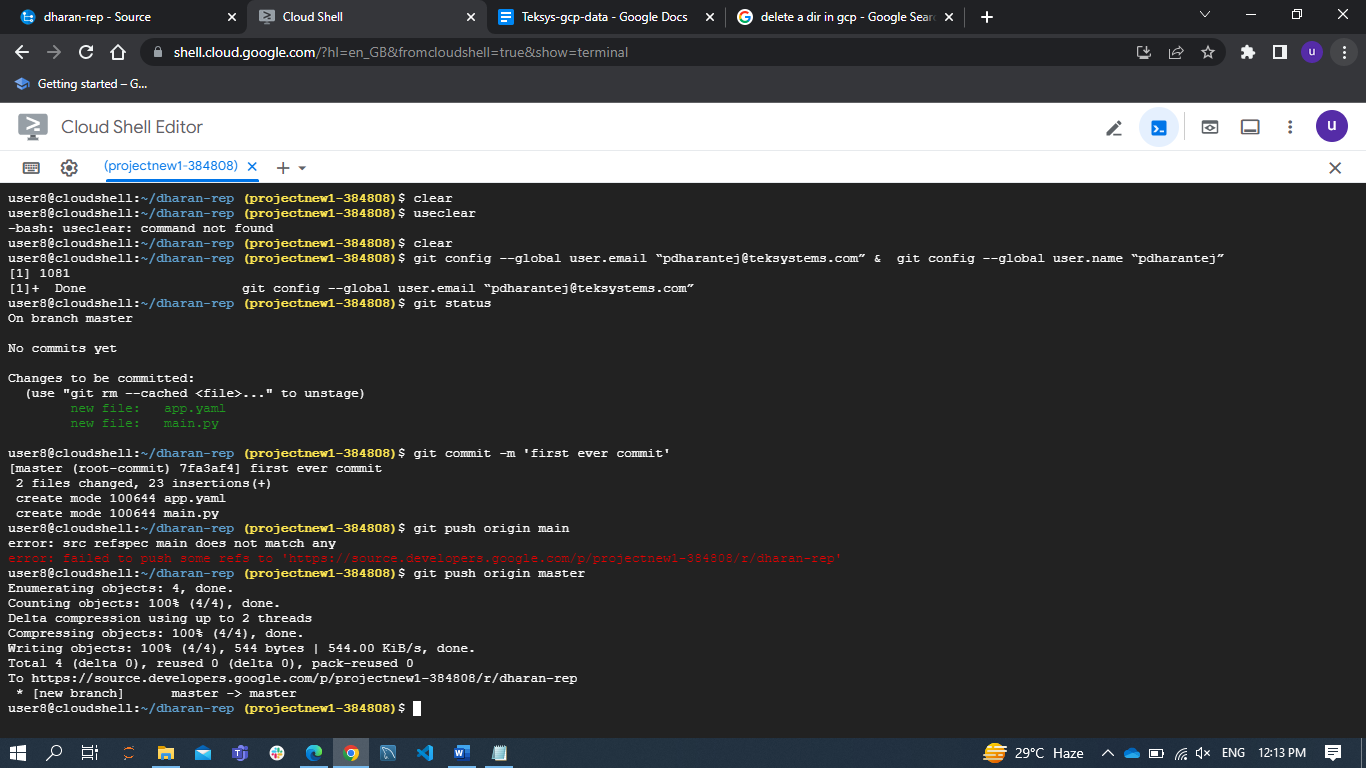 dharan-rep - Source
Cloud Shell
Teksys-gcp-data - Google Docs
delete a dir in gcp - Google Sear
shell.cloud.google.com/?hl=en_GB&fromcloudshell=true&show=terminal
u
Getting started – G...
Cloud Shell Editor
u
(projectnew1-384808)
user8@cloudshell:~/dharan-rep (projectnew1-384808)$ clear
user8@cloudshell:~/dharan-rep (projectnew1-384808)$ useclear
-bash: useclear: command not found
user8@cloudshell:~/dharan-rep (projectnew1-384808)$ clear
user8@cloudshell:~/dharan-rep (projectnew1-384808)$ git config --global user.email “pdharantej@teksystems.com” &  git config --global user.name “pdharantej”
[1] 1081
[1]+  Done                    git config --global user.email “pdharantej@teksystems.com”
user8@cloudshell:~/dharan-rep (projectnew1-384808)$ git status
On branch master
No commits yet
Changes to be committed:
  (use "git rm --cached <file>..." to unstage)
        new file:   app.yaml
        new file:   main.py
user8@cloudshell:~/dharan-rep (projectnew1-384808)$ git commit -m 'first ever commit'
[master (root-commit) 7fa3af4] first ever commit
 2 files changed, 23 insertions(+)
 create mode 100644 app.yaml
 create mode 100644 main.py
user8@cloudshell:~/dharan-rep (projectnew1-384808)$ git push origin main
error: src refspec main does not match any
error: failed to push some refs to 'https://source.developers.google.com/p/projectnew1-384808/r/dharan-rep'
user8@cloudshell:~/dharan-rep (projectnew1-384808)$ git push origin master
Enumerating objects: 4, done.
Counting objects: 100% (4/4), done.
Delta compression using up to 2 threads
Compressing objects: 100% (4/4), done.
Writing objects: 100% (4/4), 544 bytes | 544.00 KiB/s, done.
Total 4 (delta 0), reused 0 (delta 0), pack-reused 0
To https://source.developers.google.com/p/projectnew1-384808/r/dharan-rep
 * [new branch]      master -> master
user8@cloudshell:~/dharan-rep (projectnew1-384808)$
29°C Haze
ENG
12:13 PM